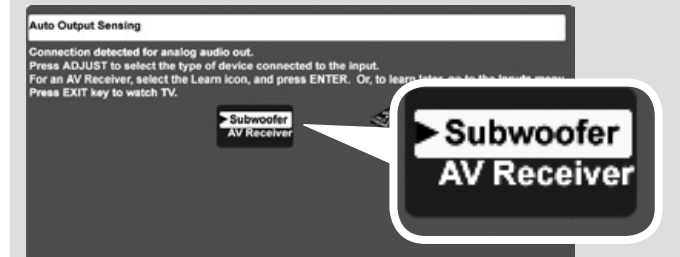 Auto Output Sensing
Connection detected for analog audio out.
Press ADJUST to select the type of device connected to the input.
For an AV Receiver, select the Learn icon, and press ENTER. Or, to learn later, go to the Inputs menu
Press EXIT key to watch TV.
Subwoofer
AV Receiver
Subwoofer
AV Receiver